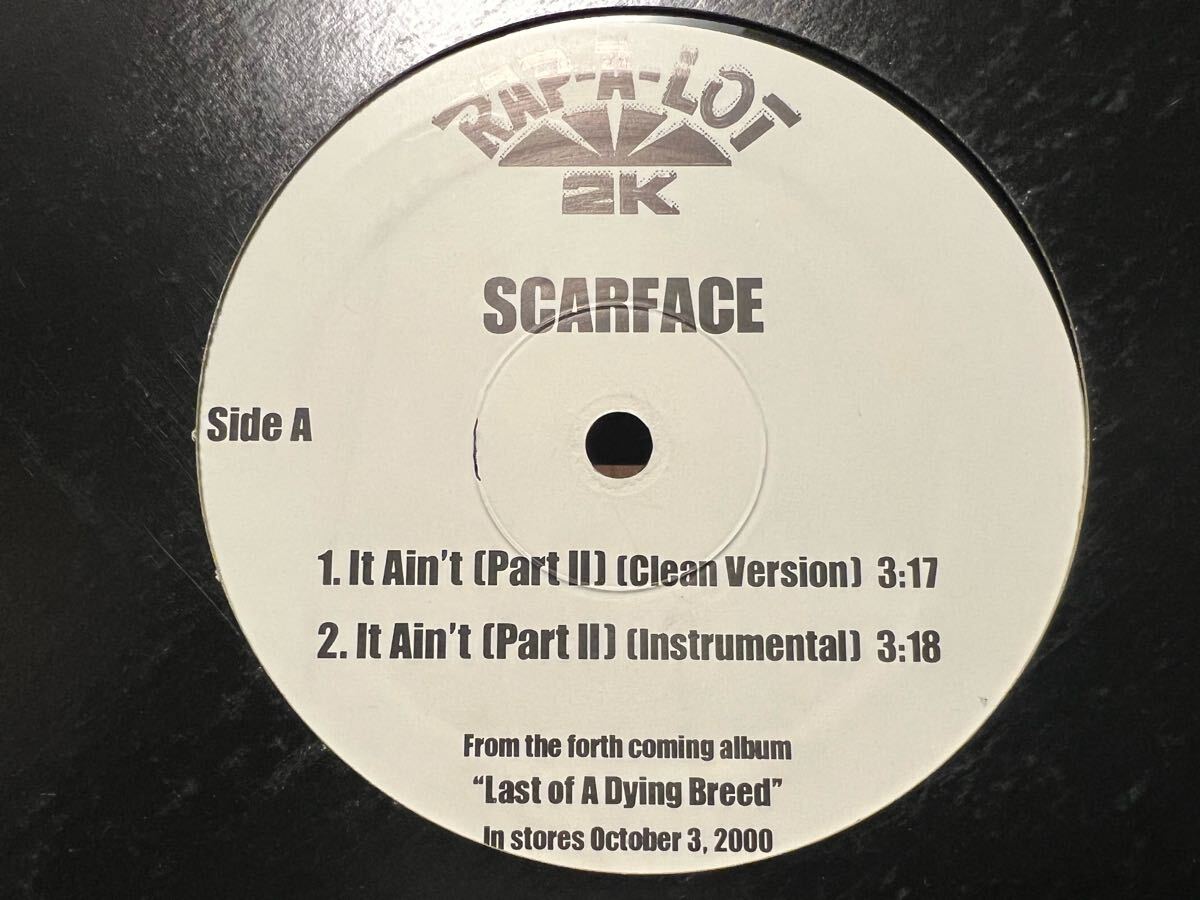 RAP-A-LOT
2K
SCARFACE
Side A
1. It Ain't (Part II) (Clean Version) 3:17
2. It Ain't (Part II) (Instrumental) 3:18
From the forth coming album
“Last of A Dying Breed”
In stores October 3, 2000